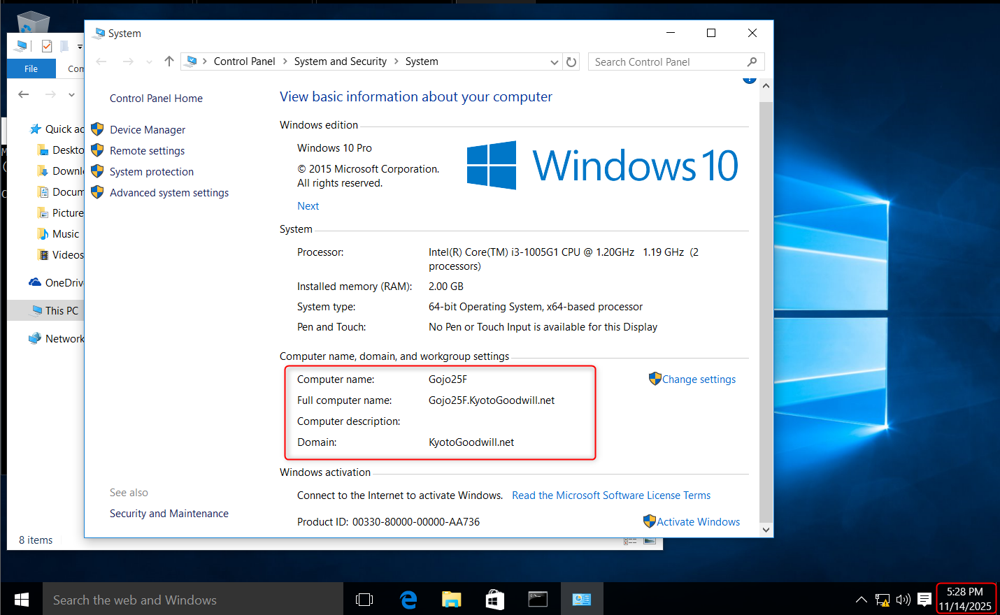 System
Control Panel > System and Security > System
Search Control Panel
File
Com
Control Panel Home
Device Manager
Remote settings
System protection
Advanced system settings
Quick ac
Deskto
Downl
Docum
Picture
Music
Videos
OneDriv
This PC
Network
8 items
See also
Security and Maintenance
View basic information about your computer
Windows edition
Windows 10 Pro
© 2015 Microsoft Corporation.
All rights reserved.
Next
Windows 10
System
Processor: Intel(R) Core(TM) i3-1005G1 CPU @ 1.20GHz 1.19 GHz (2
processors)
Installed memory (RAM): 2.00 GB
System type: 64-bit Operating System, x64-based processor
Pen and Touch: No Pen or Touch Input is available for this Display
Computer name, domain, and workgroup settings
Computer name: Gojo25F
Change settings
Full computer name: Gojo25F.KyotoGoodwill.net
Computer description:
Domain: KyotoGoodwill.net
Windows activation
Connect to the Internet to activate Windows. Read the Microsoft Software License Terms
Product ID: 00330-80000-00000-AA736
Activate Windows
Search the web and Windows
5:28 PM
11/14/2025